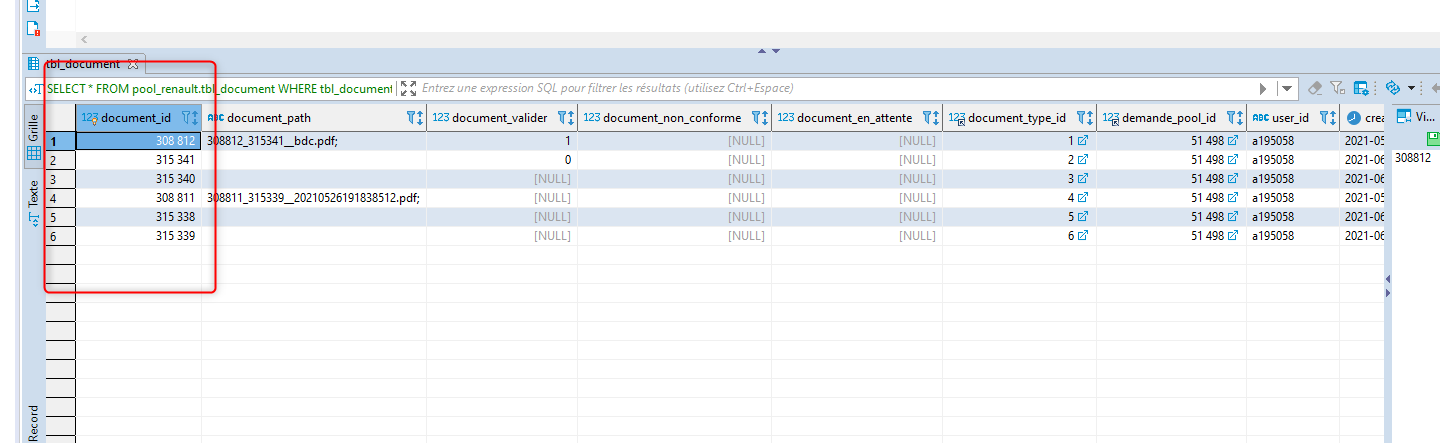 tbl_document
SELECT * FROM pool_renault.tbl_document WHERE tbl_document
Entrez une expression SQL pour filtrer les résultats (utilisez Ctrl+Espace)
Grille
Texte
Record
123 document_id ABC document_path 123 document_valider 123 document_non_conforme 123 document_en_attente 123 document_type_id 123 demande_pool_id ABC user_id crea
1 308 812 308812_315341__bdc.pdf; 1 [NULL] [NULL] 1 51 498 a195058 2021-05
2 315 341 0 [NULL] [NULL] 2 51 498 a195058 2021-06
3 315 340 [NULL] [NULL] [NULL] 3 51 498 a195058 2021-06
4 308 811 308811_315339__20210526191838512.pdf; [NULL] [NULL] [NULL] 4 51 498 a195058 2021-05
5 315 338 [NULL] [NULL] [NULL] 5 51 498 a195058 2021-06
6 315 339 [NULL] [NULL] [NULL] 6 51 498 a195058 2021-06
Vi...
308812